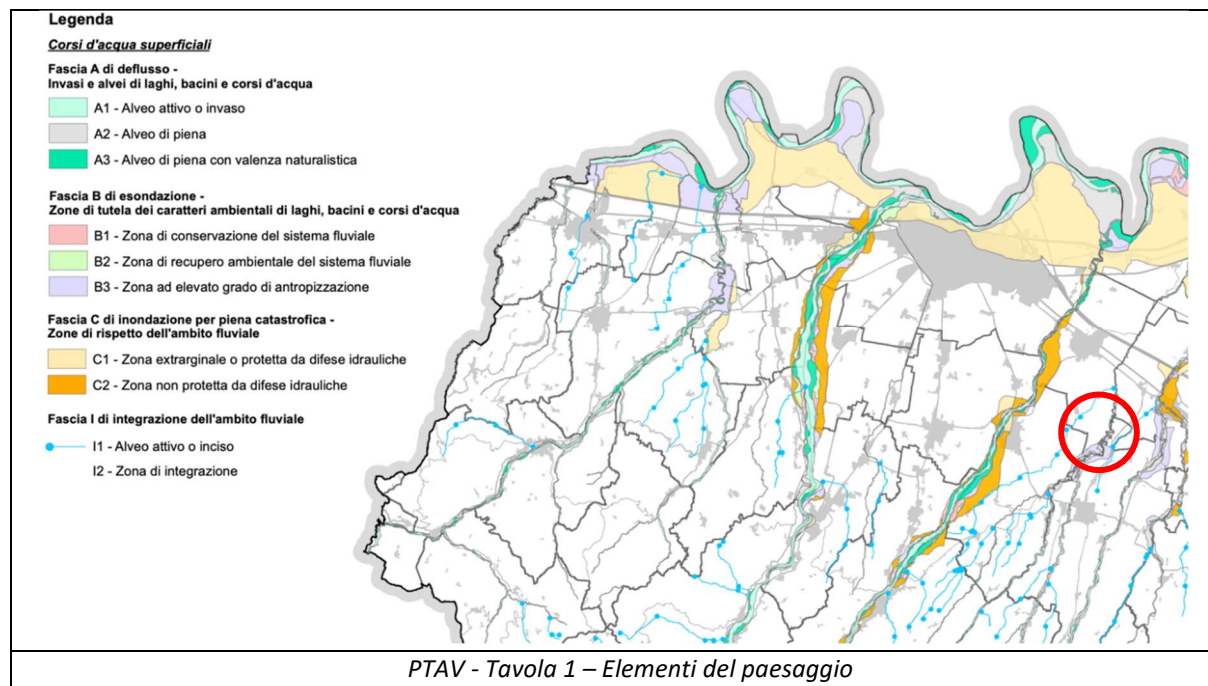 Legenda
Corsi d'acqua superficiali
Fascia A di deflusso -
Invasi e alvei di laghi, bacini e corsi d'acqua
A1 - Alveo attivo o invaso
A2 - Alveo di piena
A3 - Alveo di piena con valenza naturalistica
Fascia B di esondazione -
Zone di tutela dei caratteri ambientali di laghi, bacini e corsi d'acqua
B1 - Zona di conservazione del sistema fluviale
B2 - Zona di recupero ambientale del sistema fluviale
B3 - Zona ad elevato grado di antropizzazione
Fascia C di inondazione per piena catastrofica -
Zone di rispetto dell'ambito fluviale
C1 - Zona extrarginale o protetta da difese idrauliche
C2 - Zona non protetta da difese idrauliche
Fascia I di integrazione dell'ambito fluviale
I1 - Alveo attivo o inciso
I2 - Zona di integrazione
PTAV - Tavola 1 – Elementi del paesaggio